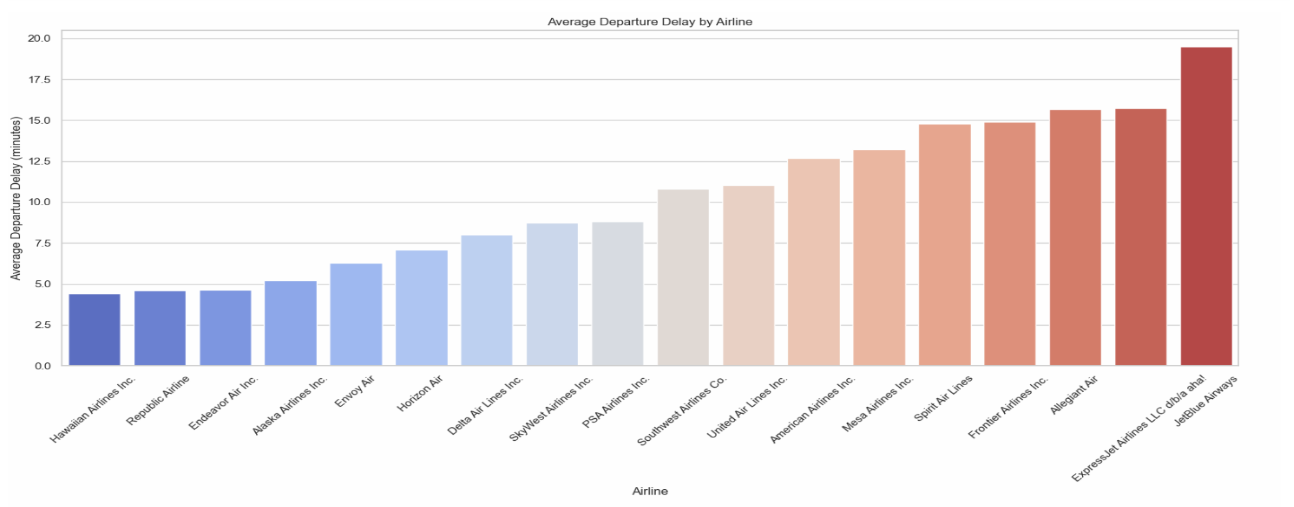 Average Departure Delay by Airline
Average Departure Delay (minutes)
20.0
17.5
15.0
12.5
10.0
7.5
5.0
2.5
0.0
Hawaiian Airlines Inc.
Republic Airline
Endeavor Air Inc.
Alaska Airlines Inc.
Envoy Air
Horizon Air
Delta Air Lines Inc.
SkyWest Airlines Inc.
PSA Airlines Inc.
Southwest Airlines Co.
United Air Lines Inc.
American Airlines Inc.
Mesa Airlines Inc.
Spirit Air Lines
Frontier Airlines Inc.
Allegiant Air
ExpressJet Airlines LLC d/b/a aha!
JetBlue Airways
Airline